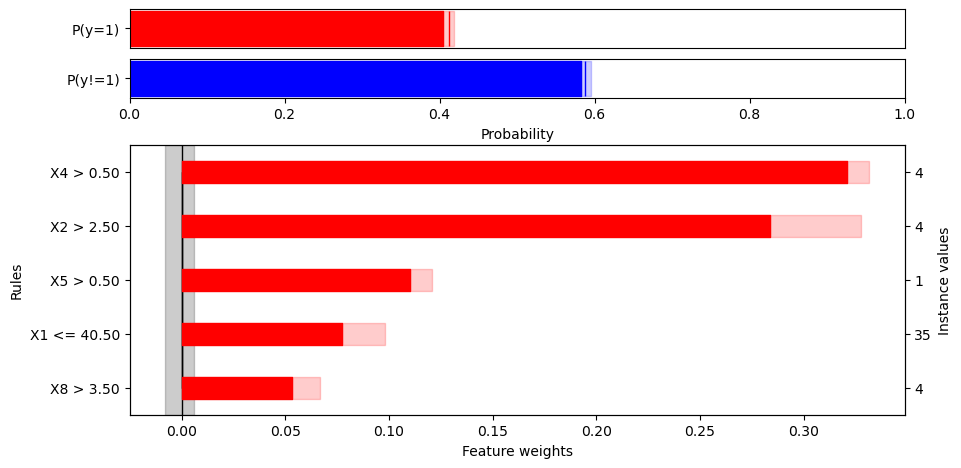 P(y=1)
P(y!=1)
0.0 0.2 0.4 0.6 0.8 1.0
Probability
X4 > 0.50 4
X2 > 2.50 4
X5 > 0.50 1
X1 <= 40.50 35
X8 > 3.50 4
Rules
Instance values
0.00 0.05 0.10 0.15 0.20 0.25 0.30
Feature weights